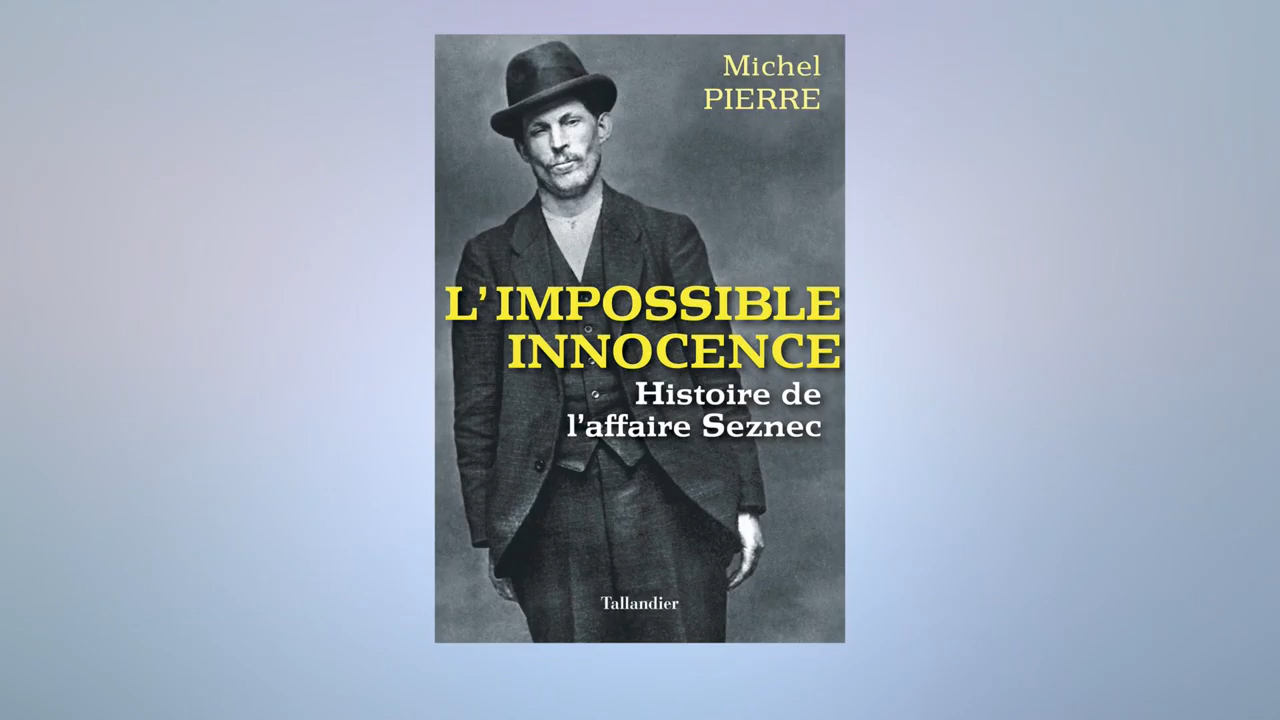 Michel
PIERRE
L'IMPOSSIBLE
INNOCENCE
Histoire de
l'affaire Seznec
Tallandier